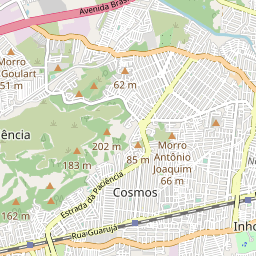 Avenida Bras
Morro
Goulart
51 m
62 m
ência
202 m
183 m
85 m
Morro
Antônio
Joaquim
66 m
Cosmos
Estrada da Paciência
162 m
Rua Guarujá
Inho